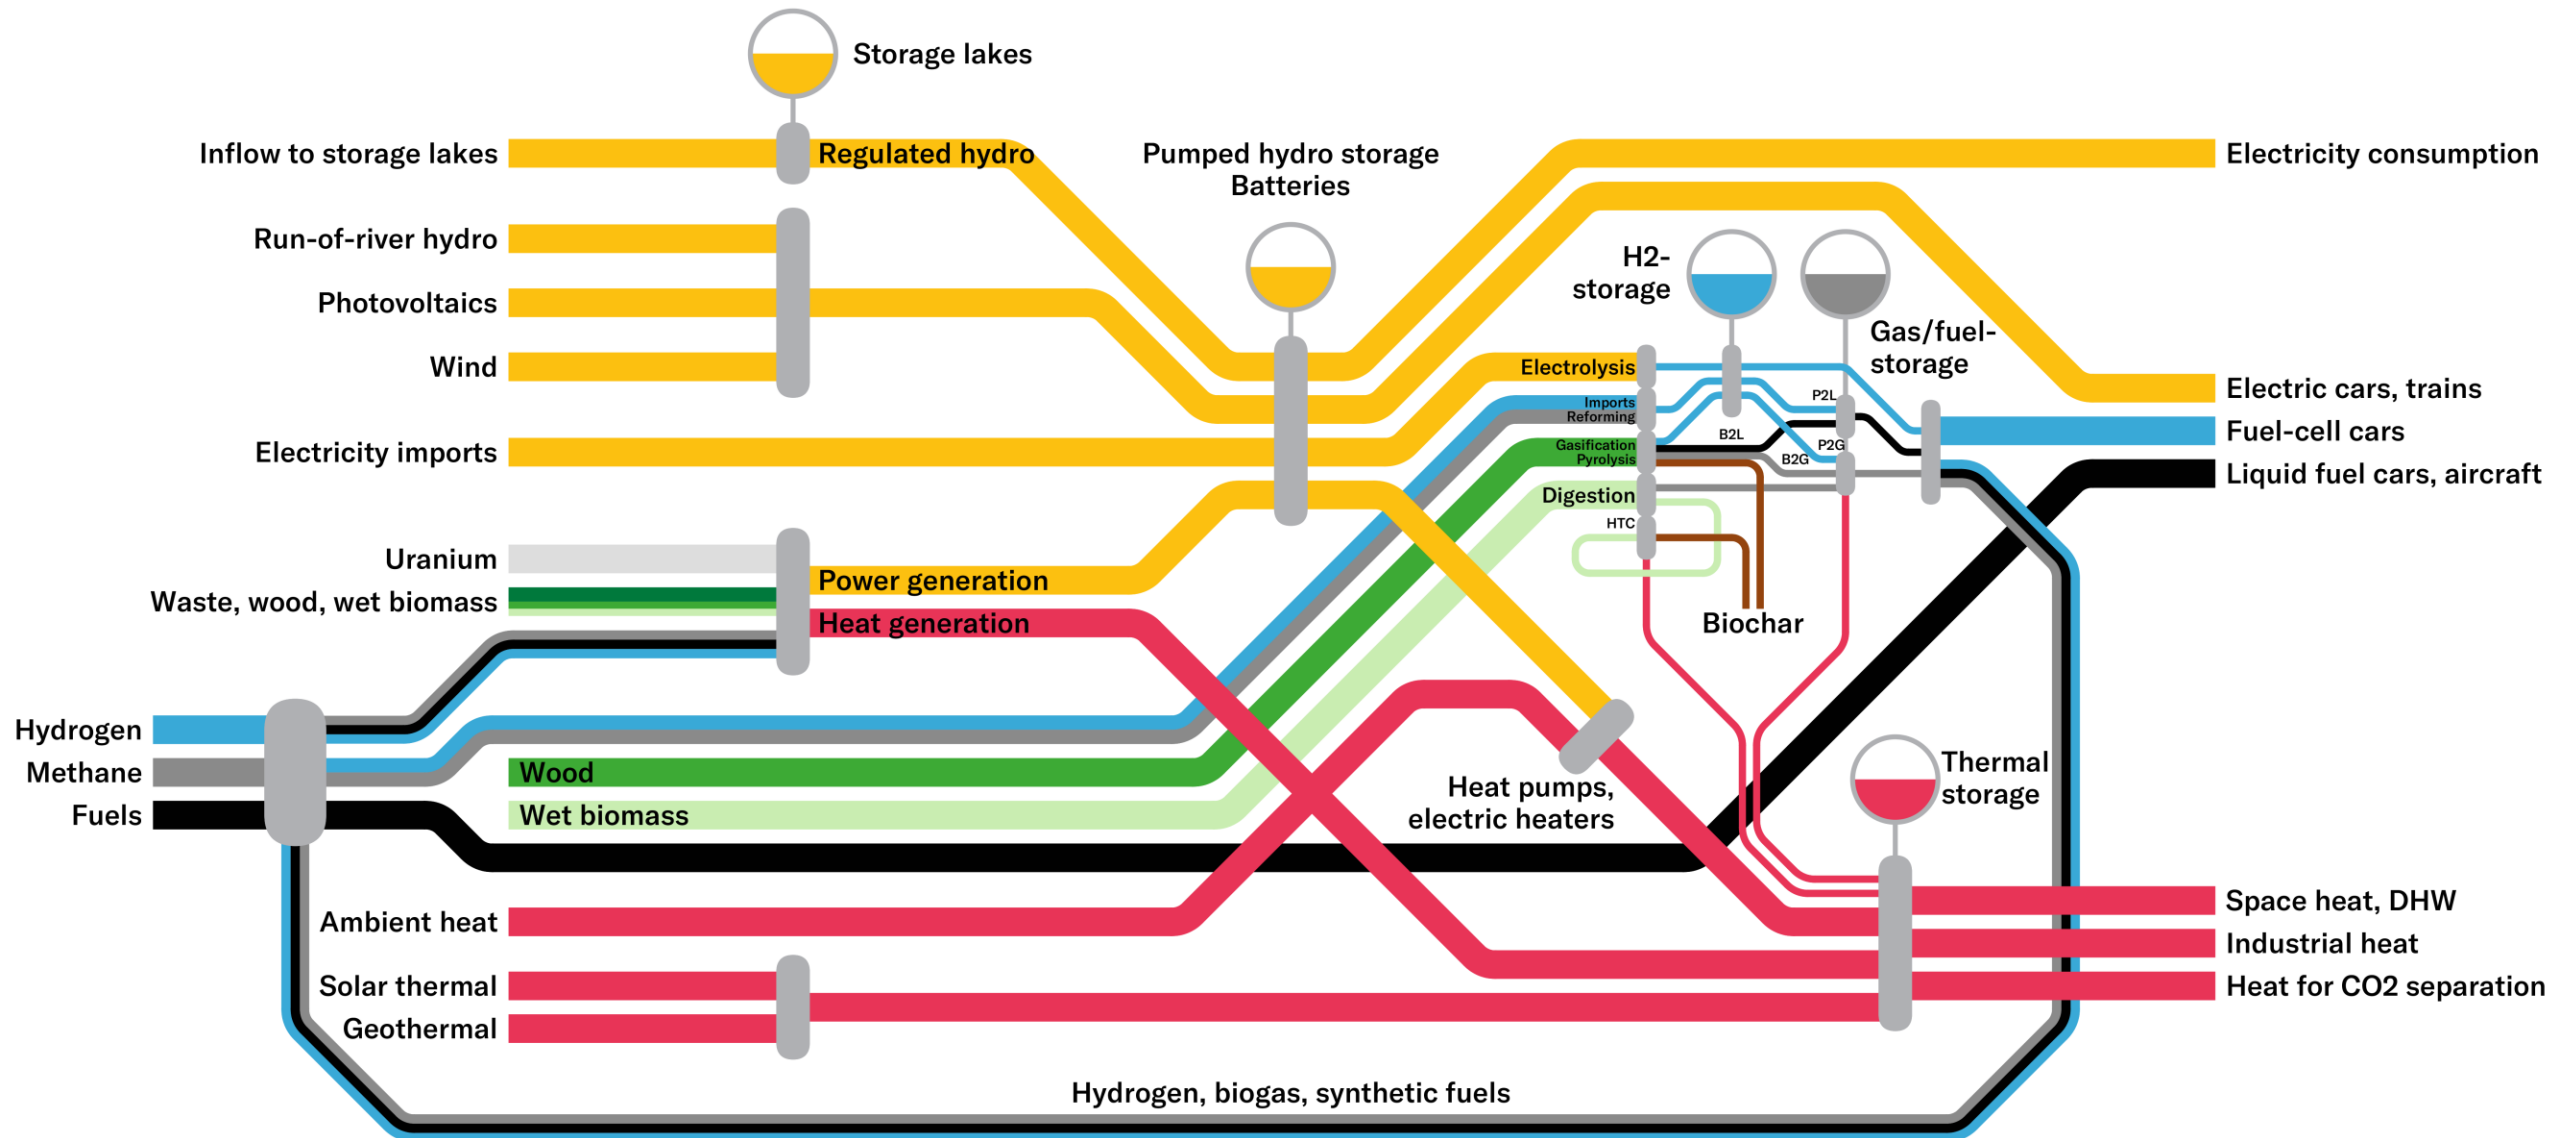 Storage lakes
Inflow to storage lakes
Regulated hydro
Pumped hydro storage
Batteries
Electricity consumption
Run-of-river hydro
H2-
storage
Photovoltaics
Gas/fuel-
storage
Wind
Electrolysis
Electric cars, trains
P2L
Imports
Reforming
Fuel-cell cars
B2L
P2G
Electricity imports
Gasification
Pyrolysis
B2G
Liquid fuel cars, aircraft
Digestion
HTC
Uranium
Power generation
Waste, wood, wet biomass
Heat generation
Biochar
Hydrogen
Methane
Wood
Thermal
storage
Heat pumps,
electric heaters
Fuels
Wet biomass
Ambient heat
Space heat, DHW
Industrial heat
Solar thermal
Heat for CO2 separation
Geothermal
Hydrogen, biogas, synthetic fuels